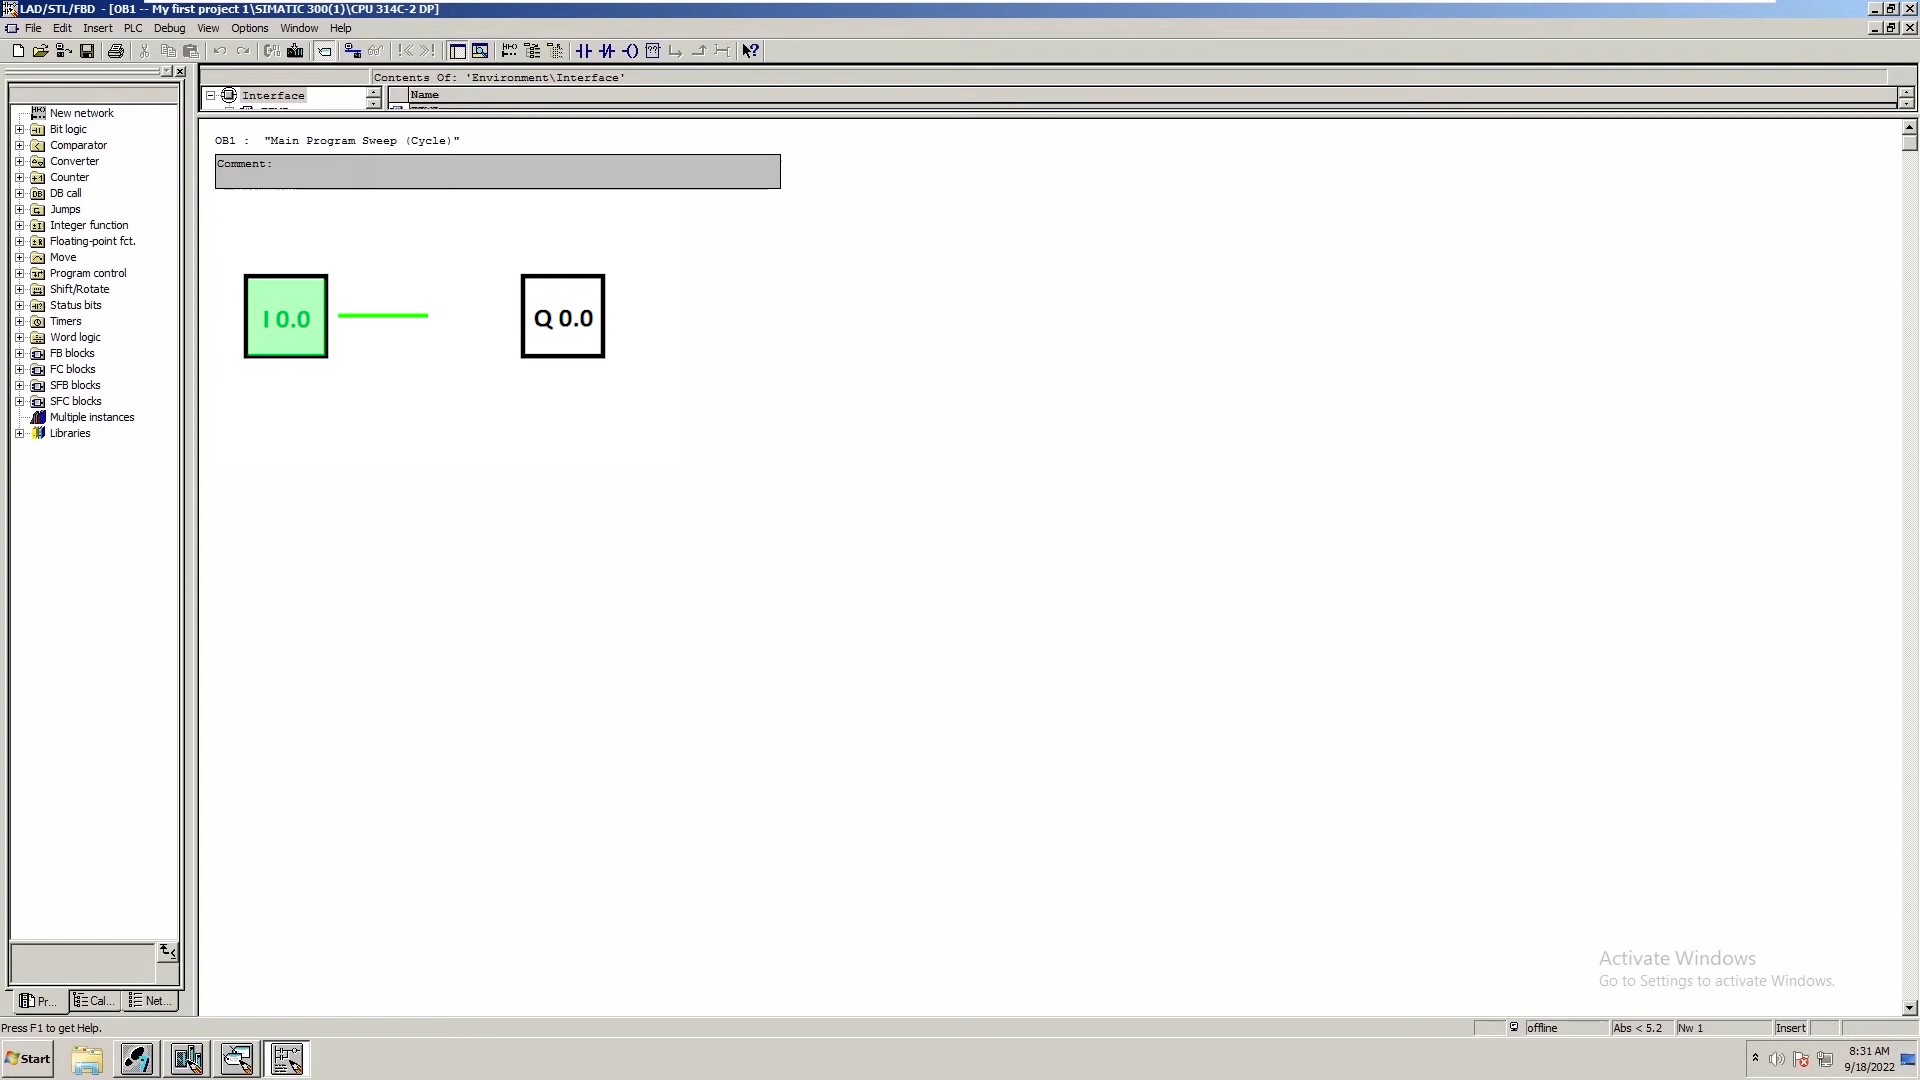 LAD/STL/FBD - [OB1 -- My first project 1\SIMATIC 300(1)\CPU 314C-2 DP]
File Edit Insert PLC Debug View Options Window Help
Contents Of: 'Environment\Interface'
Interface
Name
New network
Bit logic
Comparator
Converter
Counter
DB call
Jumps
Integer function
Floating-point fct.
Move
Program control
Shift/Rotate
Status bits
Timers
Word logic
FB blocks
FC blocks
SFB blocks
SFC blocks
Multiple instances
Libraries
OB1 : "Main Program Sweep (Cycle)"
Comment:
I 0.0
Q 0.0
Activate Windows
Go to Settings to activate Windows.
Pr...
Cal...
Net...
Press F1 to get Help.
offline
Abs < 5.2
Nw 1
Insert
Start
8:31 AM
9/18/2022